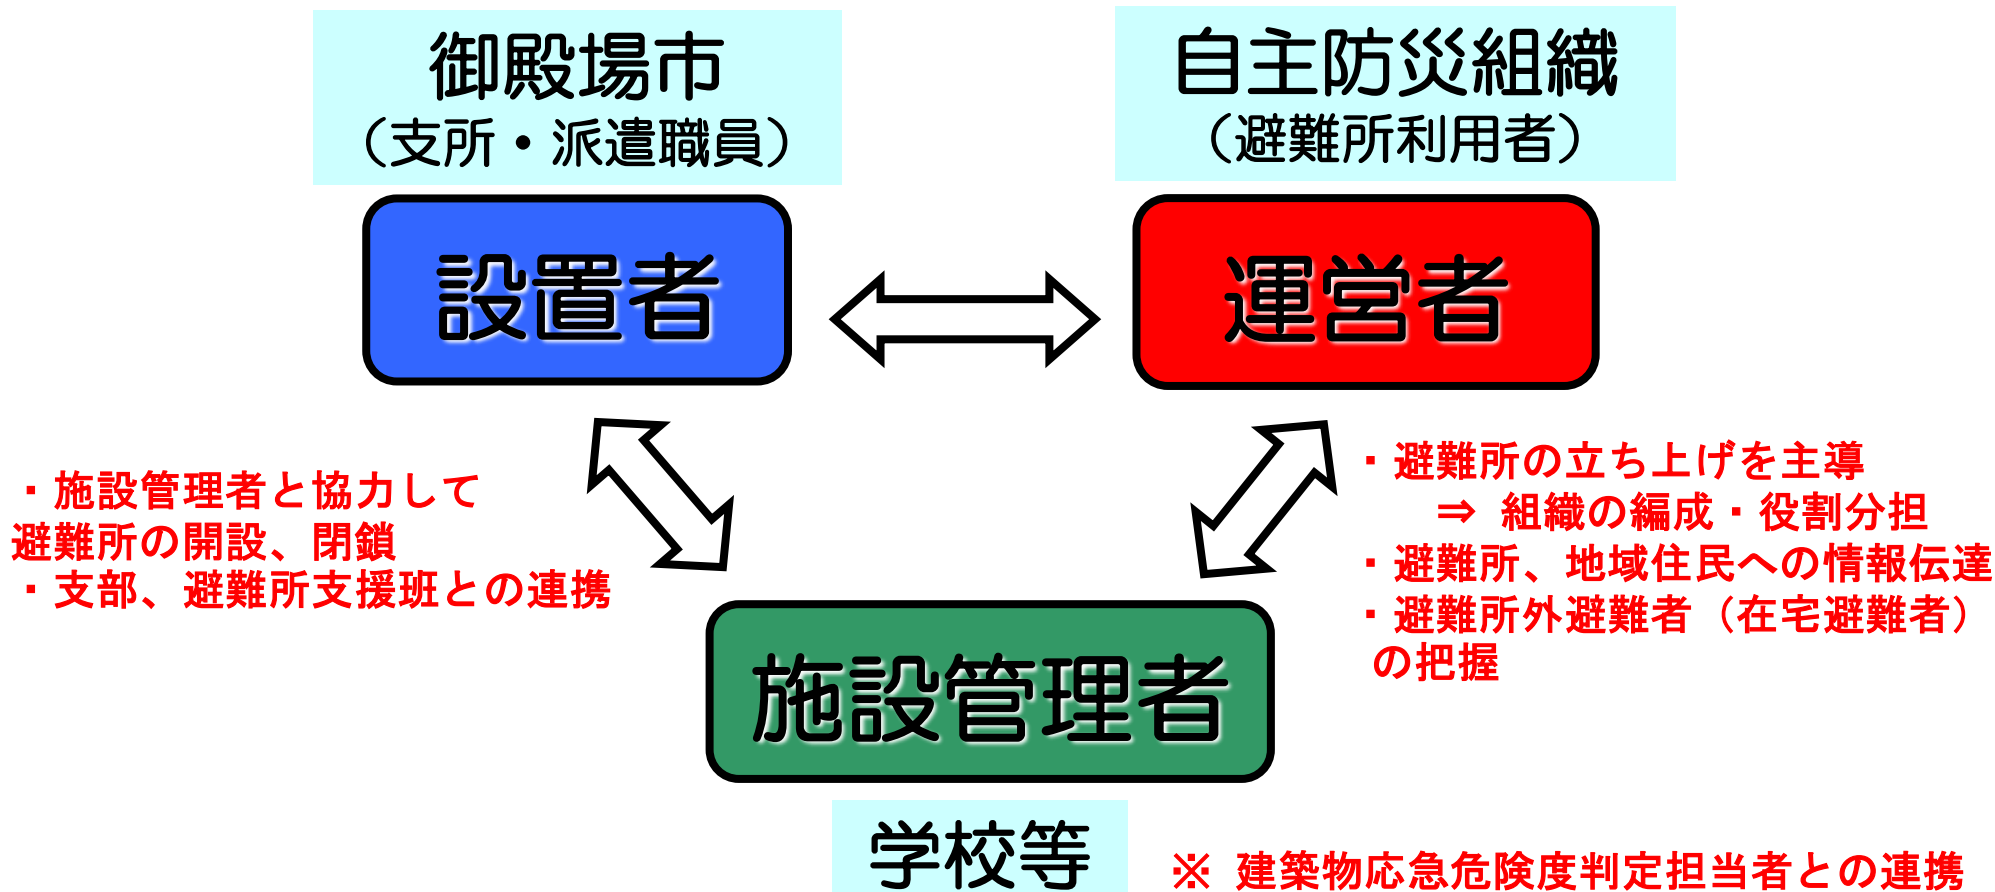 御殿場市
（支所・派遣職員）
自主防災組織
（避難所利用者）
設置者
運営者
・施設管理者と協力して
避難所の開設、閉鎖
・支部、避難所支援班との連携
・避難所の立ち上げを主導
⇒ 組織の編成・役割分担
・避難所、地域住民への情報伝達
・避難所外避難者（在宅避難者）
の把握
施設管理者
学校等
※ 建築物応急危険度判定担当者との連携